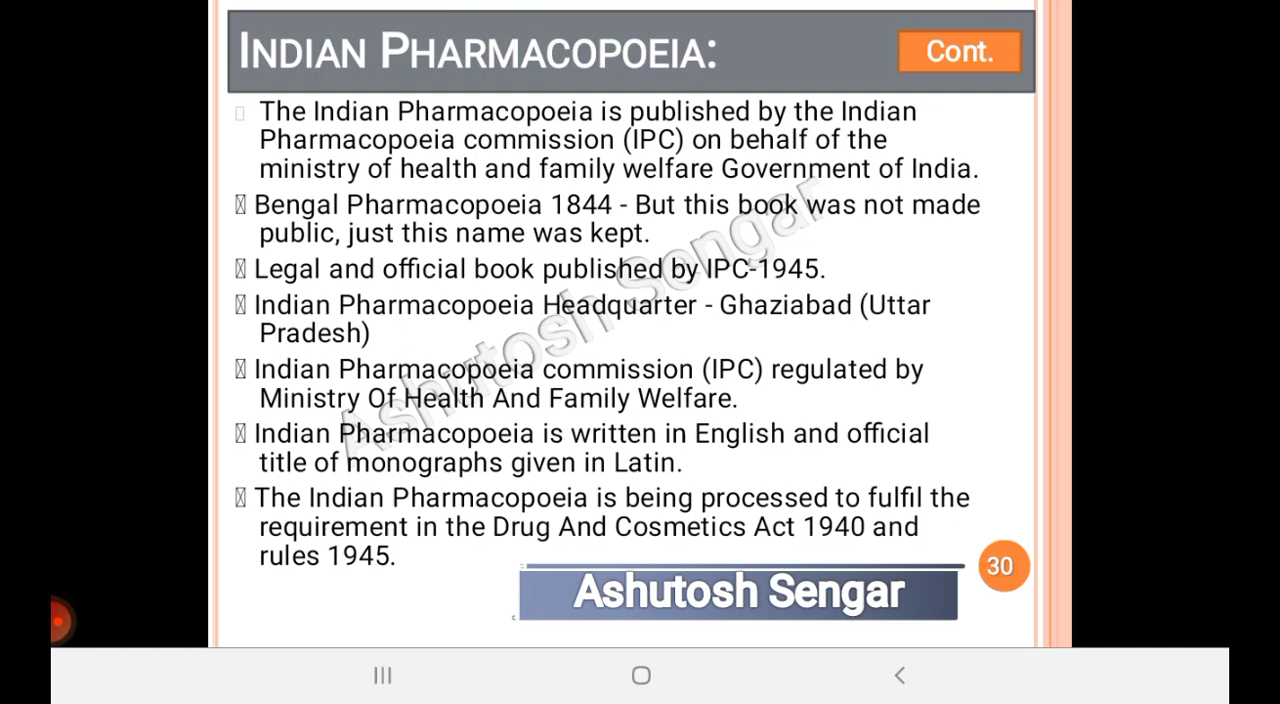 INDIAN PHARMACOPOEIA:
Cont.
The Indian Pharmacopoeia is published by the Indian
Pharmacopoeia commission (IPC) on behalf of the
ministry of health and family welfare Government of India.
Bengal Pharmacopoeia 1844 - But this book was not made
public, just this name was kept.
Legal and official book published by IPC-1945.
Indian Pharmacopoeia Headquarter - Ghaziabad (Uttar
Pradesh)
Indian Pharmacopoeia commission (IPC) regulated by
Ministry Of Health And Family Welfare.
Indian Pharmacopoeia is written in English and official
title of monographs given in Latin.
The Indian Pharmacopoeia is being processed to fulfil the
requirement in the Drug And Cosmetics Act 1940 and
rules 1945.
Ashutosh Sengar
30
Ashutosh Sengar